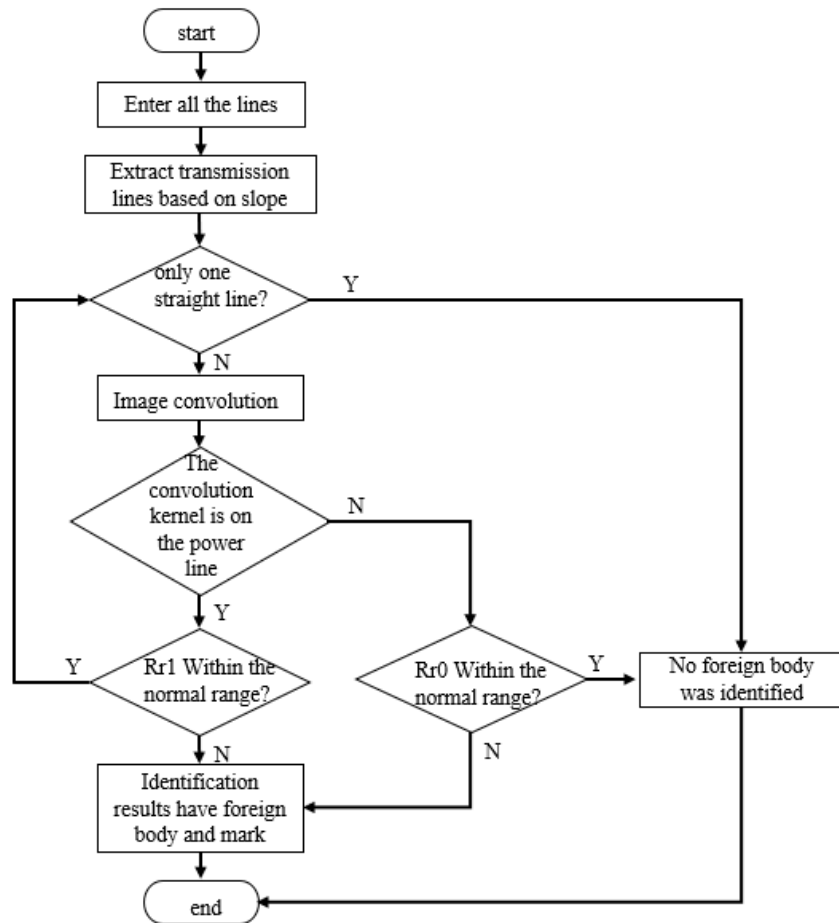 start
Enter all the lines
Extract transmission
lines based on slope
only one
straight line?
Y
N
Image convolution
The
convolution
kernel is on
the power
line
N
Y
Y
Rr1 Within the
normal range?
Rr0 Within the
normal range?
Y
No foreign body
was identified
N
N
Identification
results have foreign
body and mark
end